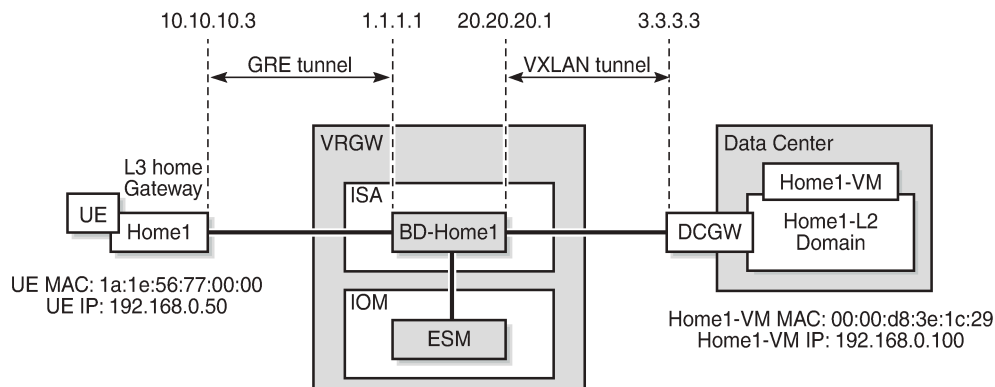 10.10.10.3 1.1.1.1 20.20.20.1 3.3.3.3
GRE tunnel VXLAN tunnel
VRGW
Data Center
L3 home
Gateway
ISA
Home1-VM
UE
Home1
BD-Home1
DCGW
Home1-L2
Domain
UE MAC: 1a:1e:56:77:00:00
UE IP: 192.168.0.50
IOM
ESM
Home1-VM MAC: 00:00:d8:3e:1c:29
Home1-VM IP: 192.168.0.100